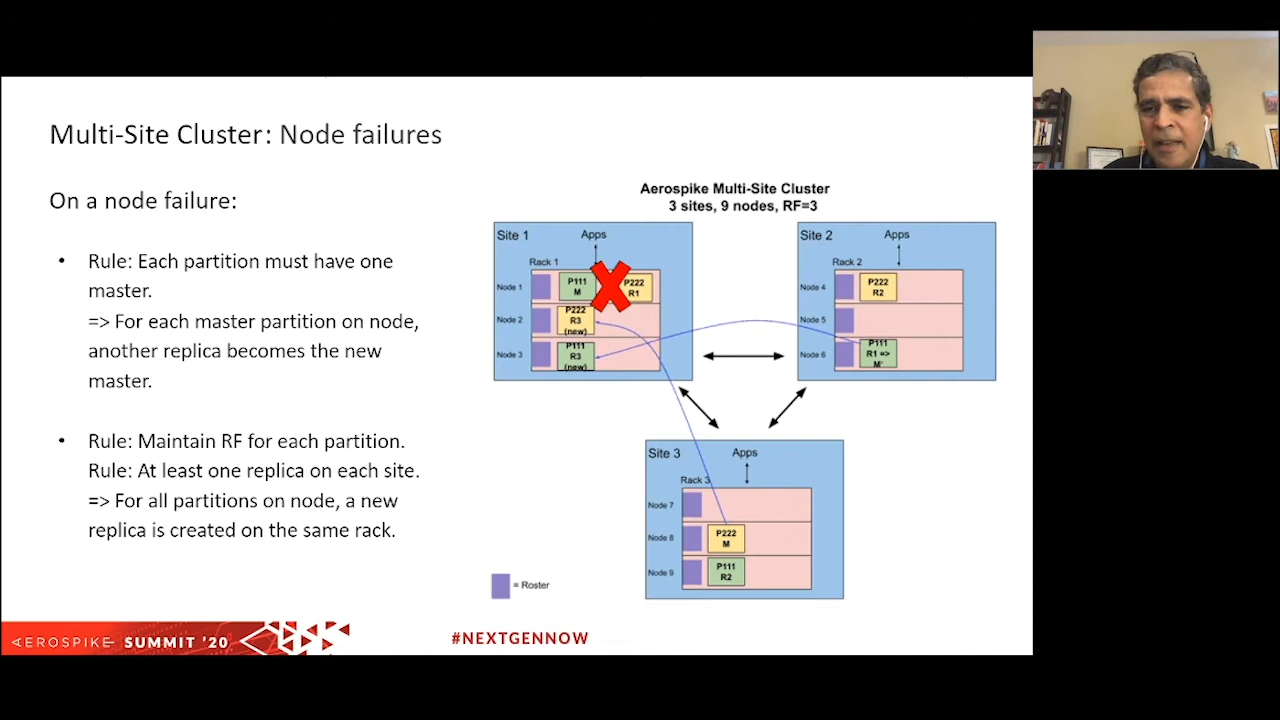 Multi-Site Cluster: Node failures
On a node failure:
• Rule: Each partition must have one
master.
=> For each master partition on node,
another replica becomes the new
master.
• Rule: Maintain RF for each partition.
Rule: At least one replica on each site.
=> For all partitions on node, a new
replica is created on the same rack.
Aerospike Multi-Site Cluster
3 sites, 9 nodes, RF=3
Site 1
Apps
Rack 1
Node 1
P111
M
P222
R1
Node 2
P222
R3
(new)
Node 3
P111
R3
(new)
Site 2
Apps
Rack 2
Node 4
P222
R2
Node 5
Node 6
P111
R1 =>
M'
Site 3
Apps
Rack 3
Node 7
Node 8
P222
M
Node 9
P111
R2
= Roster
AEROSPIKE SUMMIT '20
#NEXTGENNOW